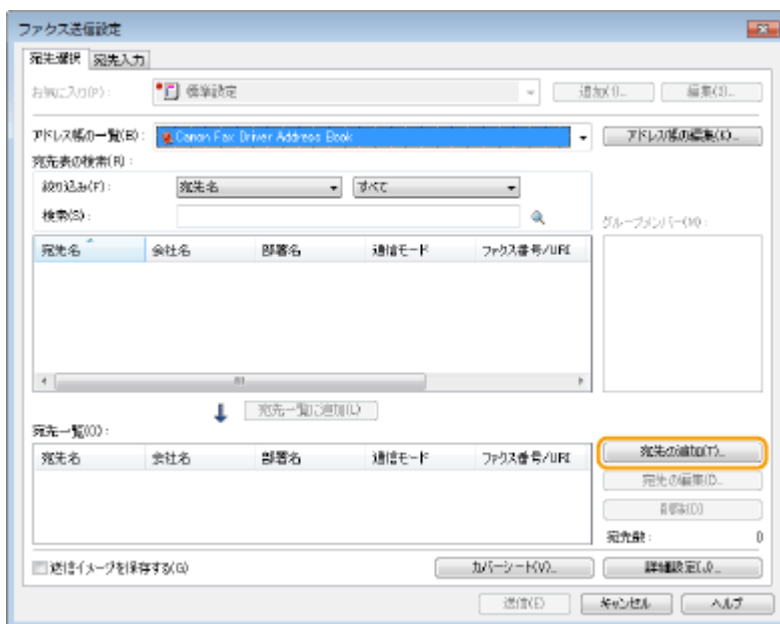 ファクス送信設定
宛先選択 宛先入力
お気に入り(P): 標準設定 追加(1)... 編集(2)...
アドレス帳の一覧(B): Canon Fax Driver Address Book アドレス帳の編集(K)...
宛先表の検索(R):
絞り込み(F): 宛先名 すべて
検索(S):
グループメンバー(M):
宛先名 会社名 部署名 通信モード ファクス番号/URI
宛先一覧に追加(L)
宛先一覧(O):
宛先名 会社名 部署名 通信モード ファクス番号/URI
宛先の追加(T)...
宛先の編集(I)...
削除(D)
宛先数: 0
送信イメージを保存する(G) カバーシート(V)... 詳細設定(J)...
送信(E) キャンセル ヘルプ